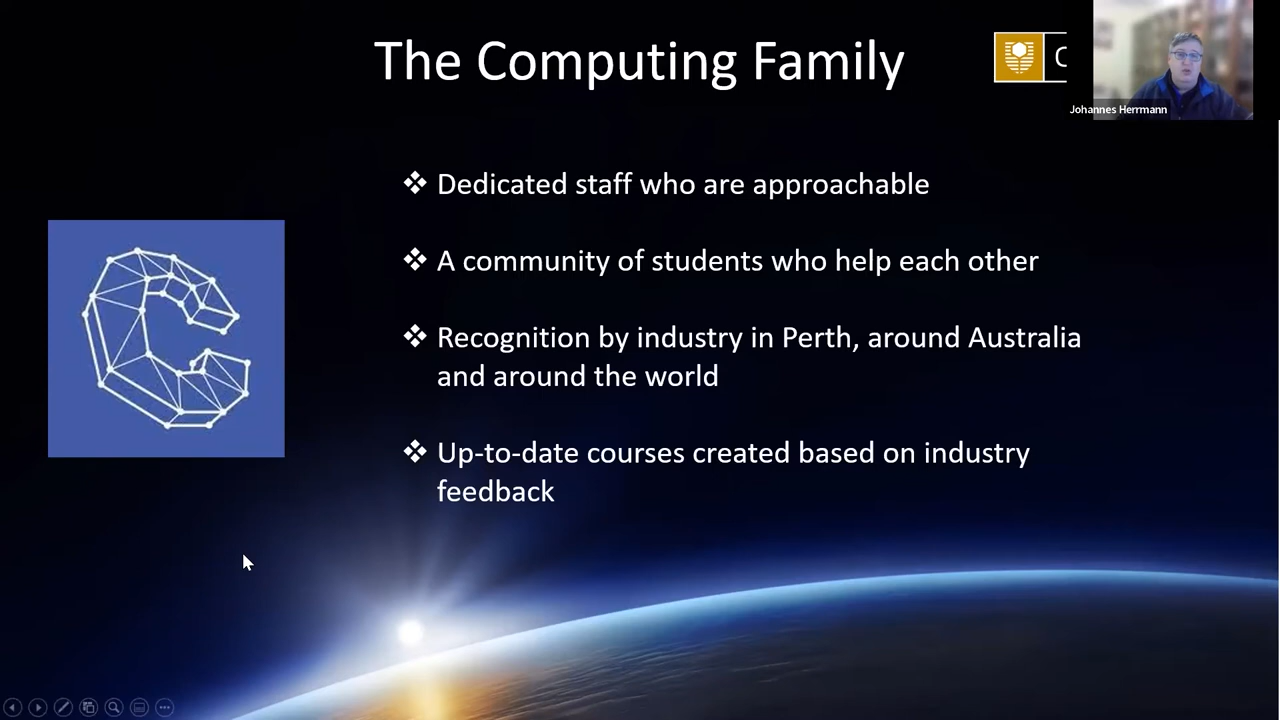 The Computing Family
C
Johannes Herrmann
❖ Dedicated staff who are approachable
❖ A community of students who help each other
❖ Recognition by industry in Perth, around Australia
and around the world
❖ Up-to-date courses created based on industry
feedback